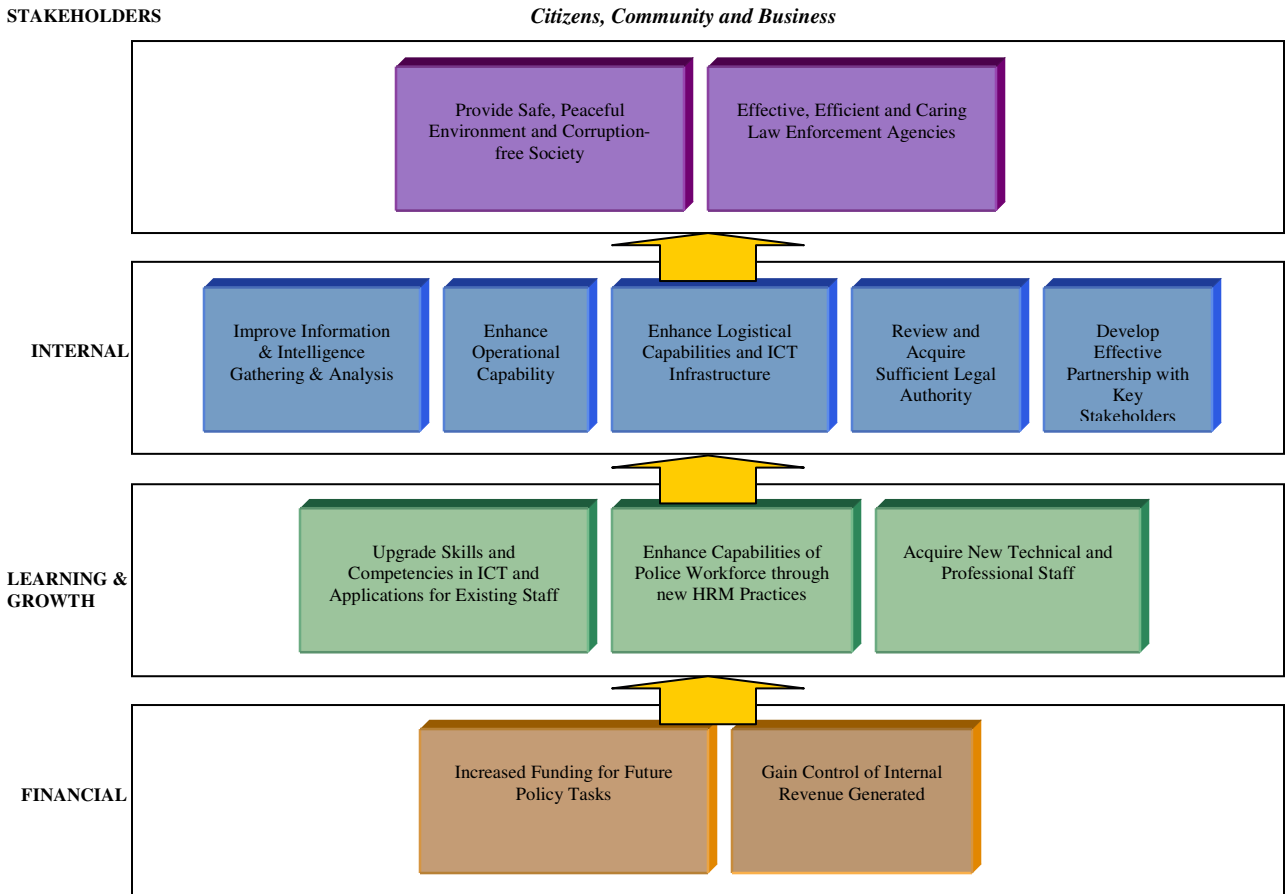 STAKEHOLDERS
Citizens, Community and Business
Provide Safe, Peaceful
Environment and Corruption-
free Society
Effective, Efficient and Caring
Law Enforcement Agencies
INTERNAL
Improve Information
& Intelligence
Gathering & Analysis
Enhance
Operational
Capability
Enhance Logistical
Capabilities and ICT
Infrastructure
Review and
Acquire
Sufficient Legal
Authority
Develop
Effective
Partnership with
Key
Stakeholders
LEARNING &
GROWTH
Upgrade Skills and
Competencies in ICT and
Applications for Existing Staff
Enhance Capabilities of
Police Workforce through
new HRM Practices
Acquire New Technical and
Professional Staff
FINANCIAL
Increased Funding for Future
Policy Tasks
Gain Control of Internal
Revenue Generated